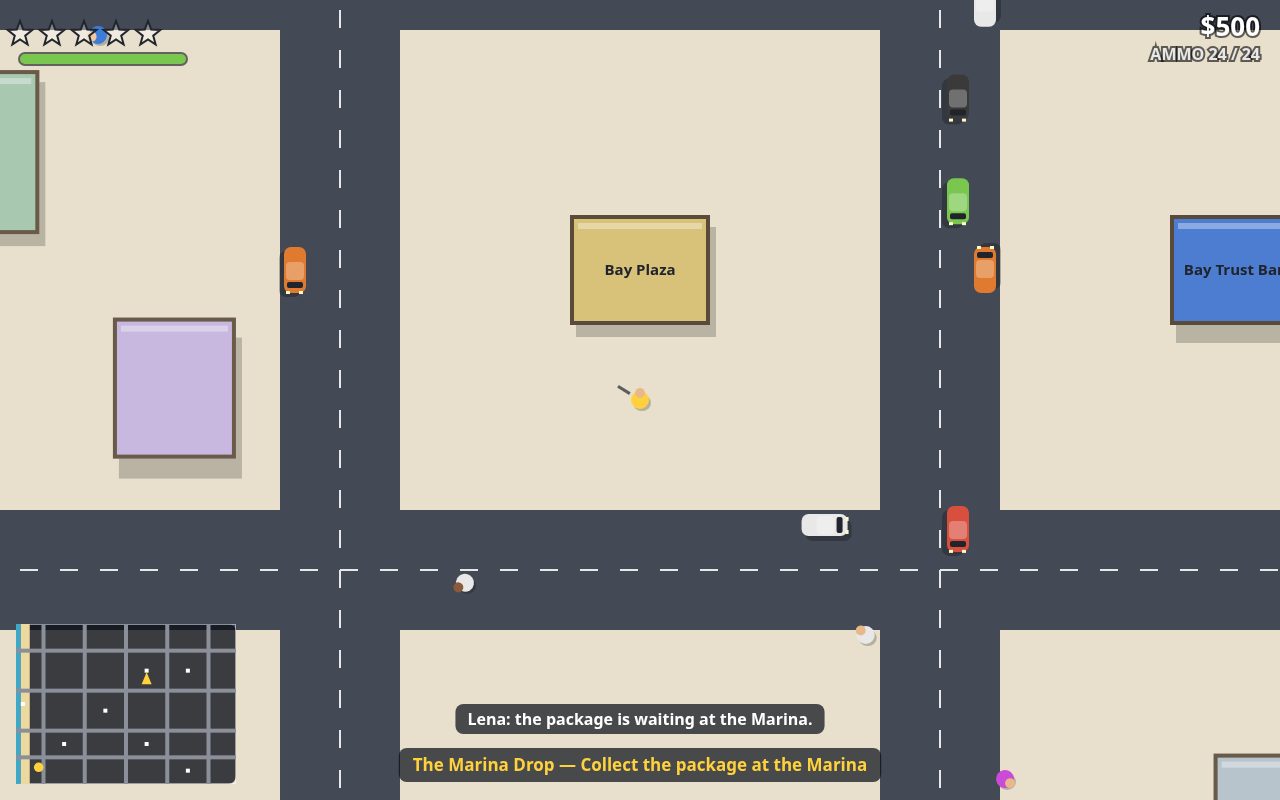 $500
AMMO 24 / 24
Bay Plaza
Bay Trust Ban
Lena: the package is waiting at the Marina.
The Marina Drop — Collect the package at the Marina